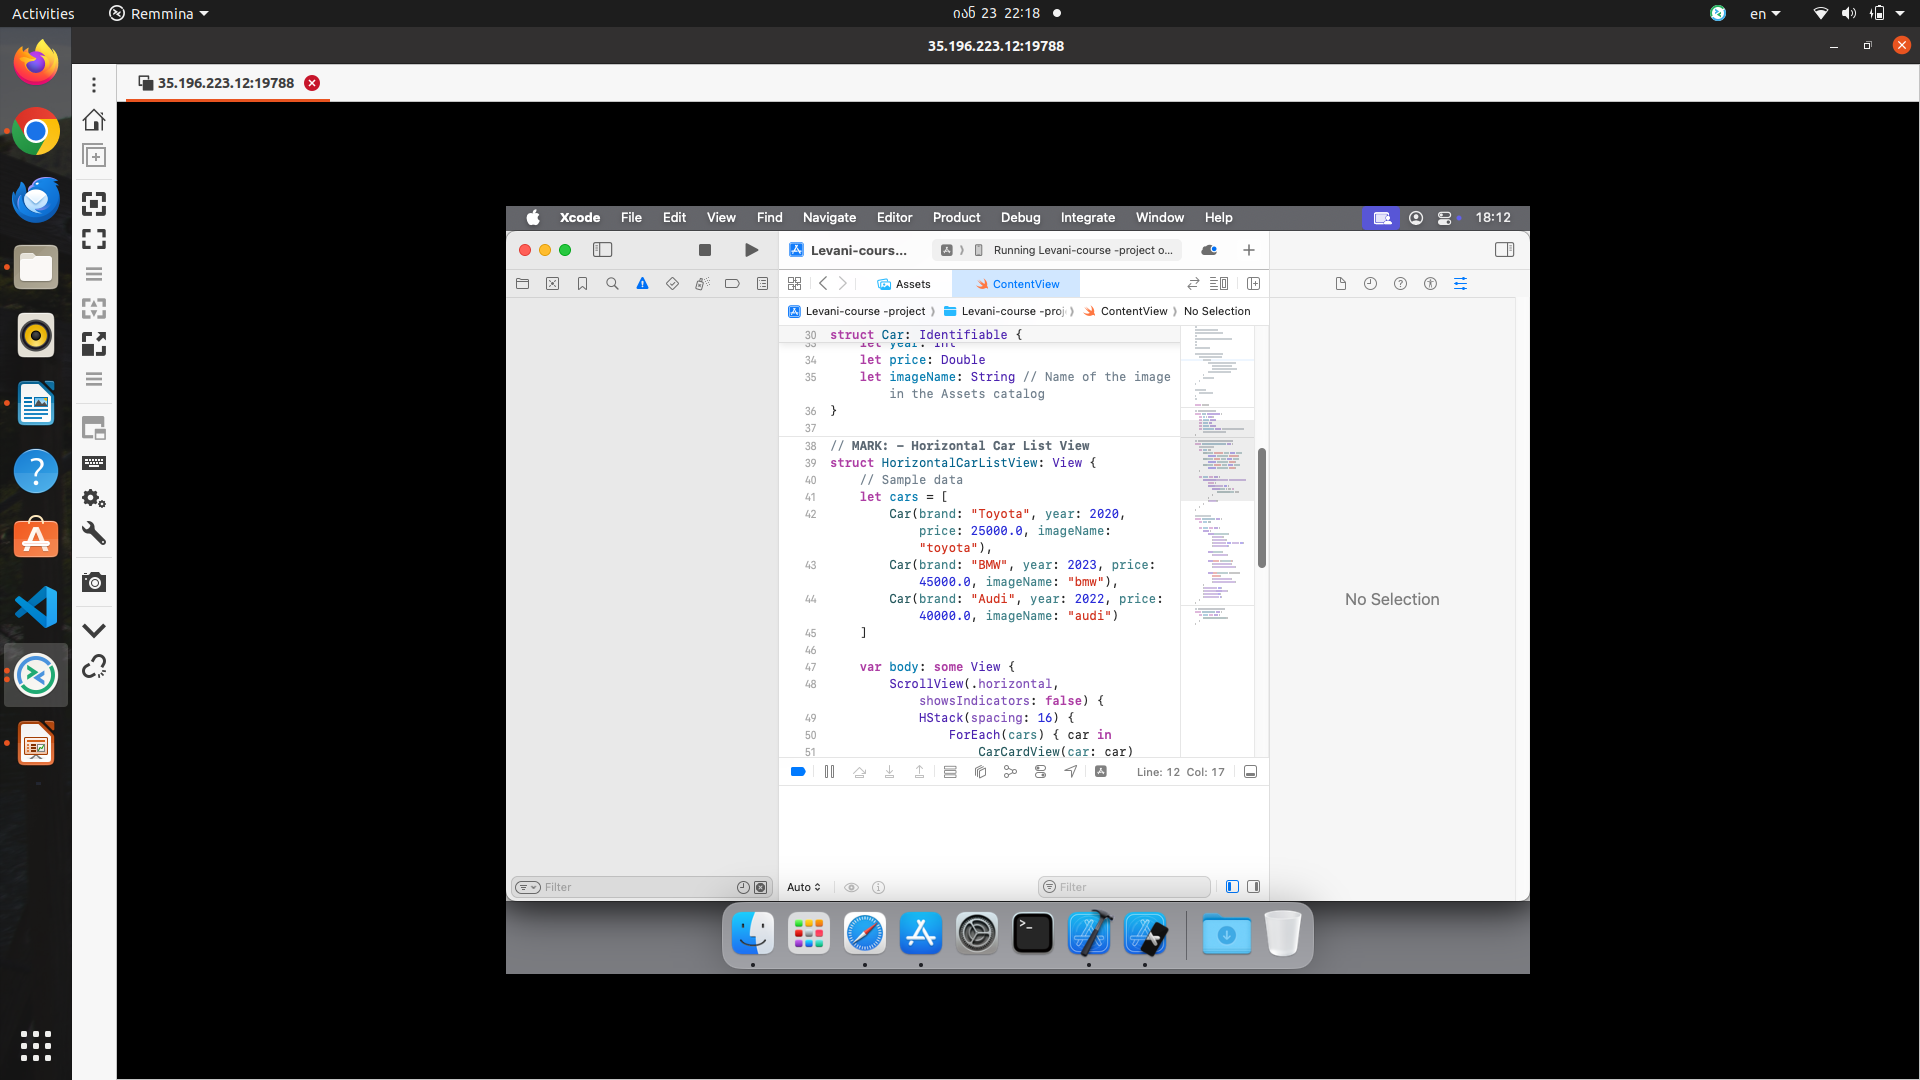 Activities
Remmina
იან 23 22:18
en
35.196.223.12:19788
35.196.223.12:19788
Xcode File Edit View Find Navigate Editor Product Debug Integrate Window Help
18:12
Levani-cours...
Running Levani-course -project o...
Assets
ContentView
Levani-course -project
Levani-course -proj
ContentView
No Selection
30 struct Car: Identifiable {
33 let year: Int
34 let price: Double
35 let imageName: String // Name of the image
in the Assets catalog
36 }
37
38 // MARK: - Horizontal Car List View
39 struct HorizontalCarListView: View {
40 // Sample data
41 let cars = [
42 Car(brand: "Toyota", year: 2020,
price: 25000.0, imageName:
"toyota"),
43 Car(brand: "BMW", year: 2023, price:
45000.0, imageName: "bmw"),
44 Car(brand: "Audi", year: 2022, price:
40000.0, imageName: "audi")
45 ]
46
47 var body: some View {
48 ScrollView(.horizontal,
showsIndicators: false) {
49 HStack(spacing: 16) {
50 ForEach(cars) { car in
51 CarCardView(car: car)
No Selection
Line: 12 Col: 17
Filter
Auto
Filter